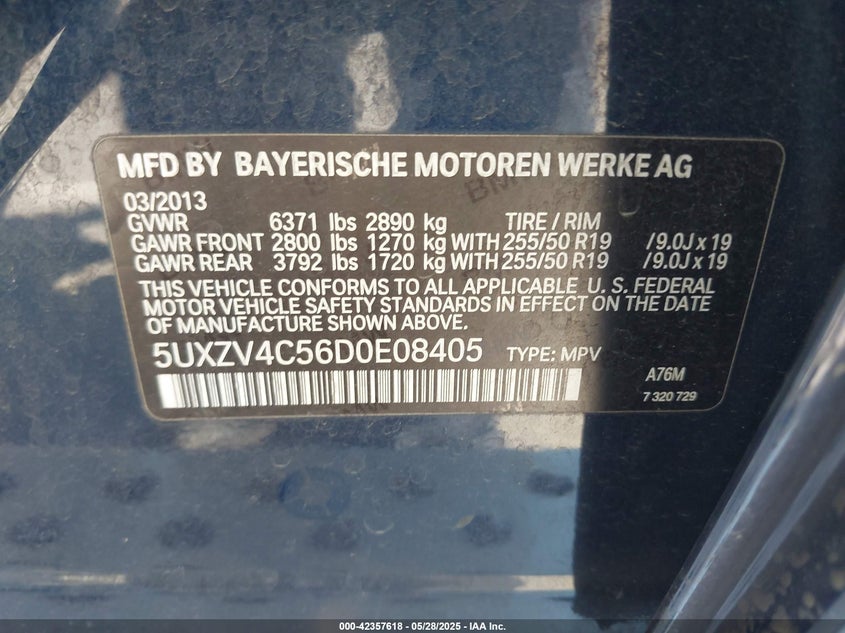 MFD BY BAYERISCHE MOTOREN WERKE AG
03/2013
GVWR 6371 lbs 2890 kg TIRE / RIM
GAWR FRONT 2800 lbs 1270 kg WITH 255/50 R19 /9.0J x 19
GAWR REAR 3792 lbs 1720 kg WITH 255/50 R19 /9.0J x 19
THIS VEHICLE CONFORMS TO ALL APPLICABLE U. S. FEDERAL
MOTOR VEHICLE SAFETY STANDARDS IN EFFECT ON THE DATE
OF MANUFACTURE SHOWN ABOVE.
5UXZV4C56D0E08405 TYPE: MPV
A76M
7 320 729
000-42357618 - 05/28/2025 - IAA Inc.